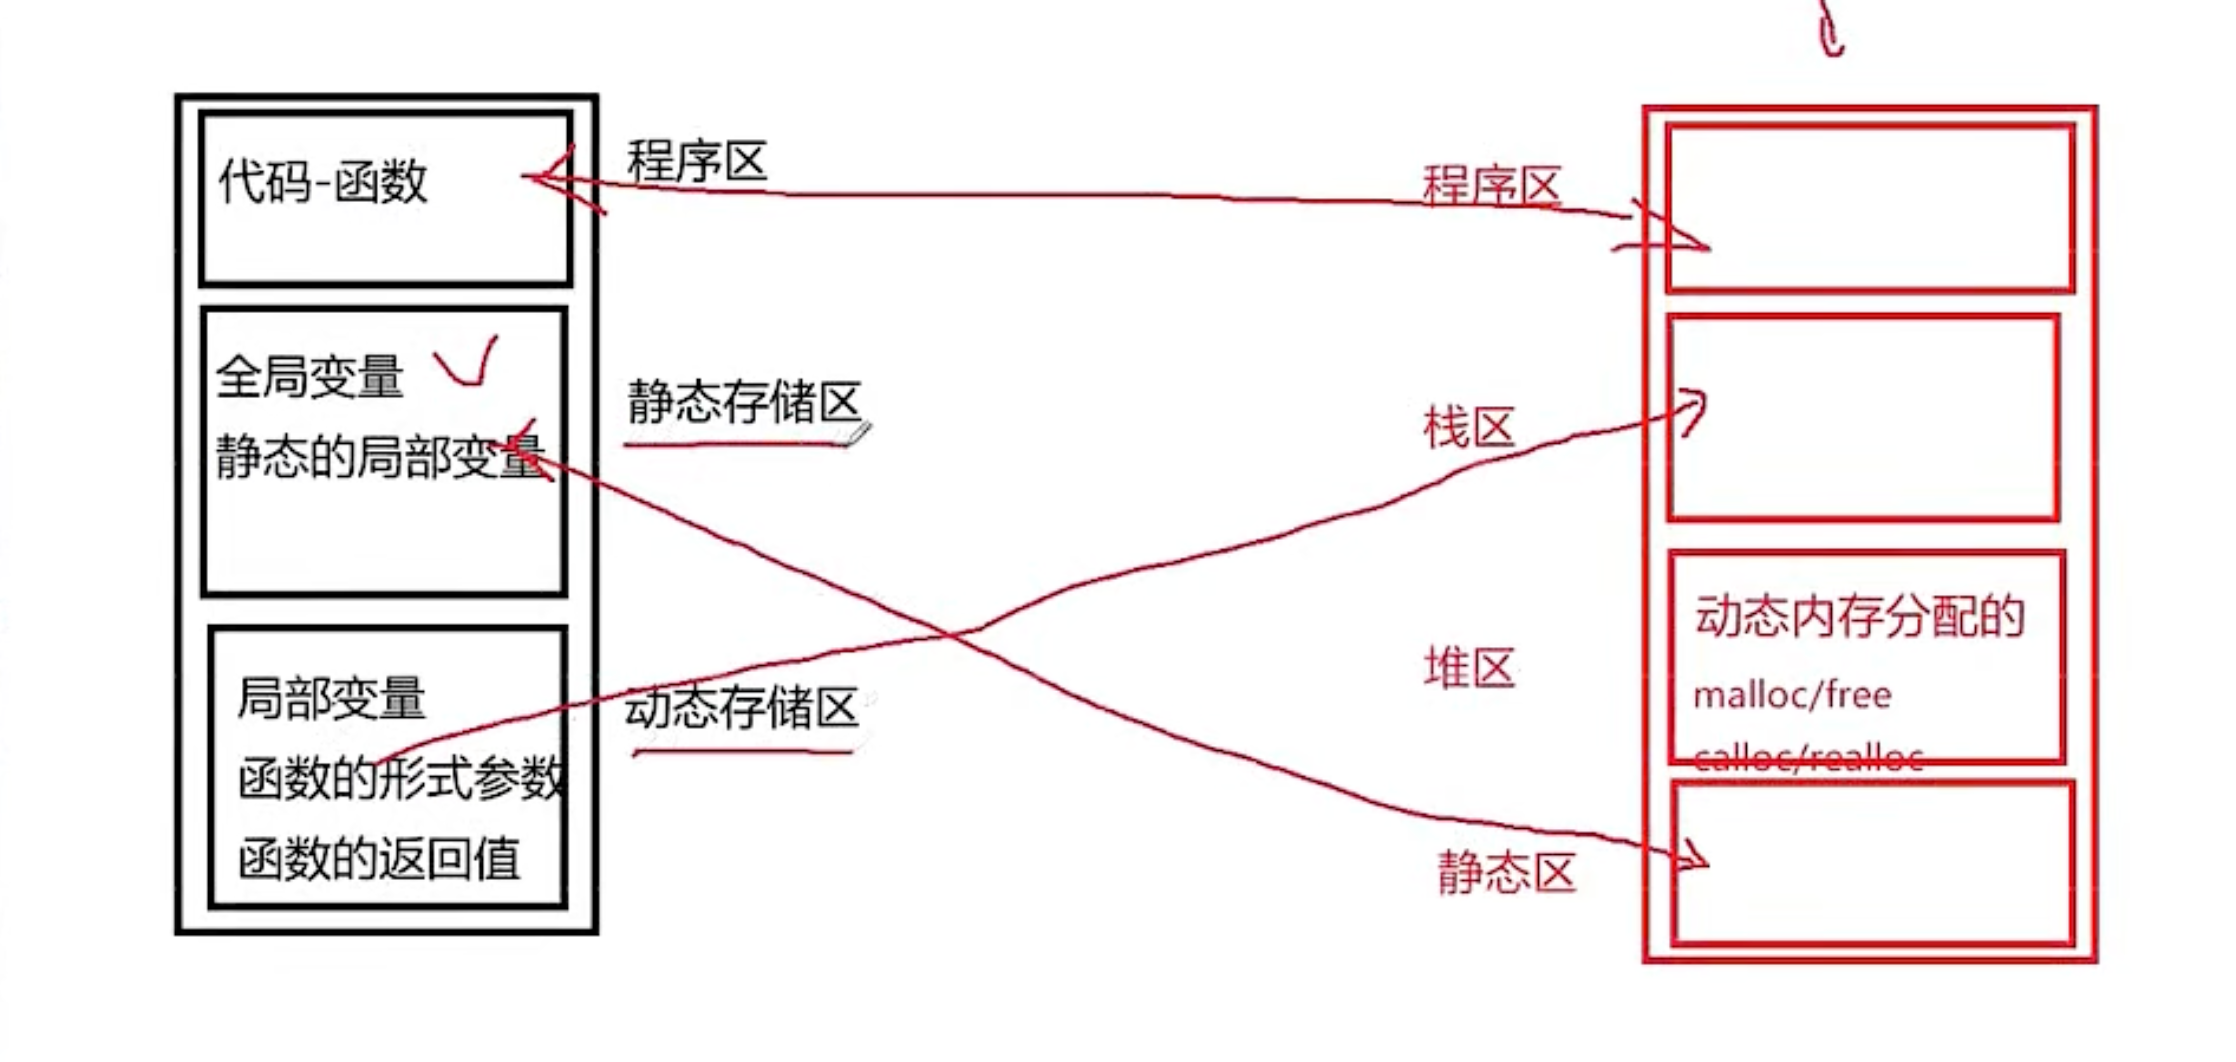 代码-函数
程序区
全局变量
静态的局部变量
静态存储区
局部变量
函数的形式参数
函数的返回值
动态存储区
程序区
栈区
堆区
动态内存分配的
malloc/free
calloc/realloc
静态区